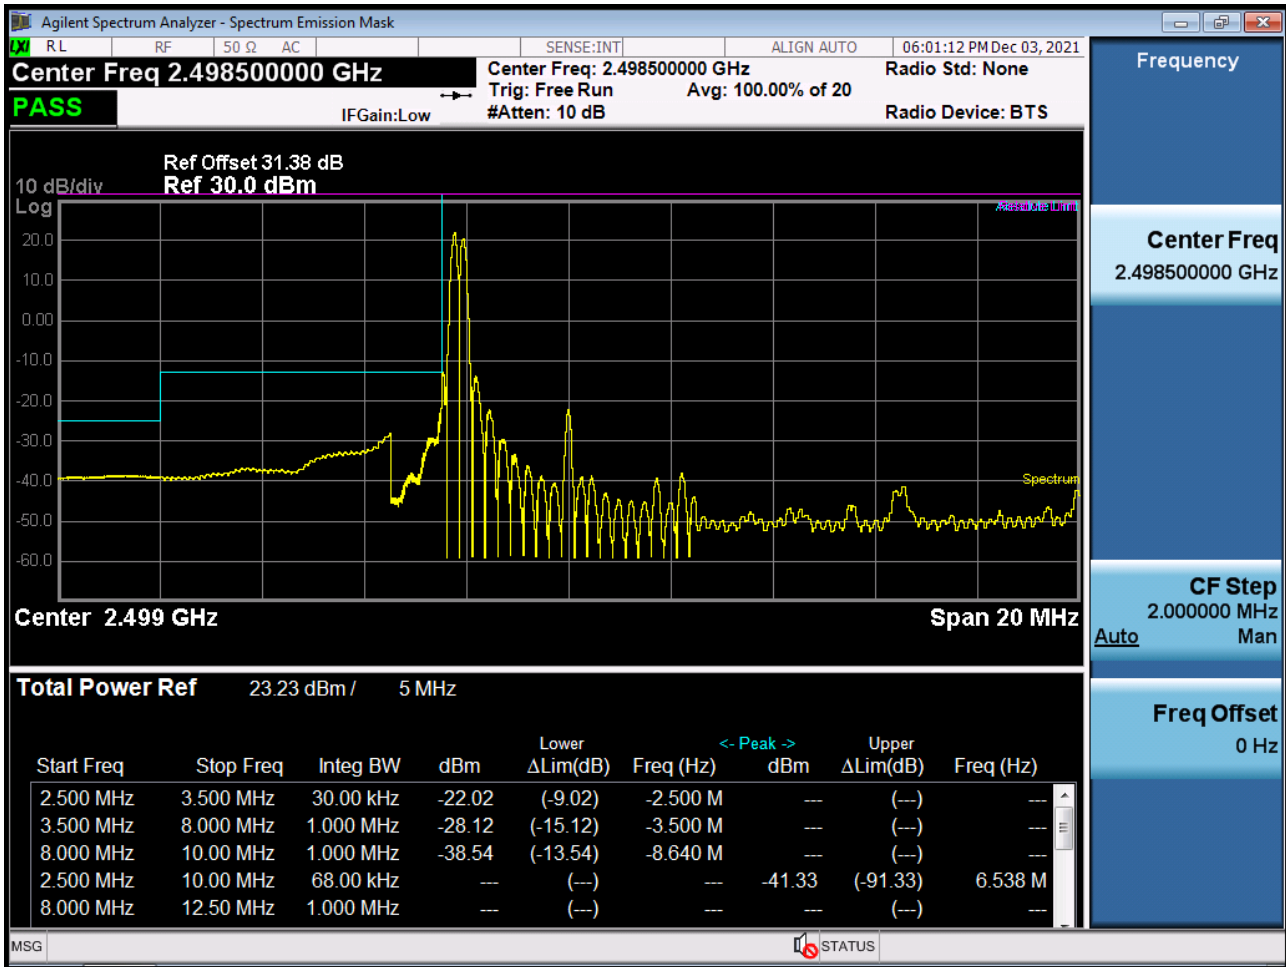 Agilent Spectrum Analyzer - Spectrum Emission Mask
LXI RL RF 50 Ω AC SENSE:INT ALIGN AUTO 06:01:12 PM Dec 03, 2021
Center Freq 2.498500000 GHz
Center Freq: 2.498500000 GHz Radio Std: None
Trig: Free Run Avg: 100.00% of 20
PASS IFGain:Low #Atten: 10 dB Radio Device: BTS
Ref Offset 31.38 dB
10 dB/div Ref 30.0 dBm
Log
Absolute Limit
20.0
10.0
0.00
-10.0
-20.0
-30.0
-40.0 Spectrum
-50.0
-60.0
Center 2.499 GHz Span 20 MHz
Total Power Ref 23.23 dBm / 5 MHz
Lower <- Peak -> Upper
Start Freq Stop Freq Integ BW dBm ΔLim(dB) Freq (Hz) dBm ΔLim(dB) Freq (Hz)
2.500 MHz 3.500 MHz 30.00 kHz -22.02 (-9.02) -2.500 M --- (---) ---
3.500 MHz 8.000 MHz 1.000 MHz -28.12 (-15.12) -3.500 M --- (---) ---
8.000 MHz 10.00 MHz 1.000 MHz -38.54 (-13.54) -8.640 M --- (---) ---
2.500 MHz 10.00 MHz 68.00 kHz --- (---) --- -41.33 (-91.33) 6.538 M
8.000 MHz 12.50 MHz 1.000 MHz --- (---) --- --- (---) ---
MSG STATUS
Frequency
Center Freq
2.498500000 GHz
CF Step
2.000000 MHz
Auto Man
Freq Offset
0 Hz